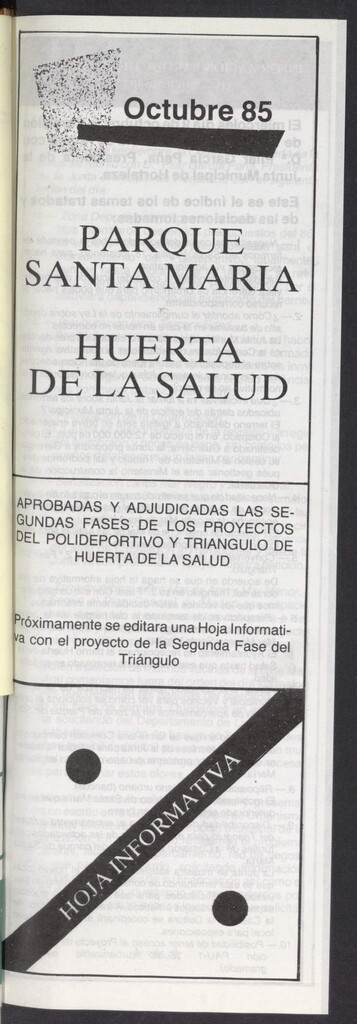 Octubre 85
PARQUE
SANTA MARIA
HUERTA
DE LA SALUD
APROBADAS Y ADJUDICADAS LAS SE-
GUNDAS FASES DE LOS PROYECTOS
DEL POLIDEPORTIVO Y TRIANGULO DE
HUERTA DE LA SALUD
Próximamente se editara una Hoja Informati-
va con el proyecto de la Segunda Fase del
Triángulo
HOJA INFORMATIVA